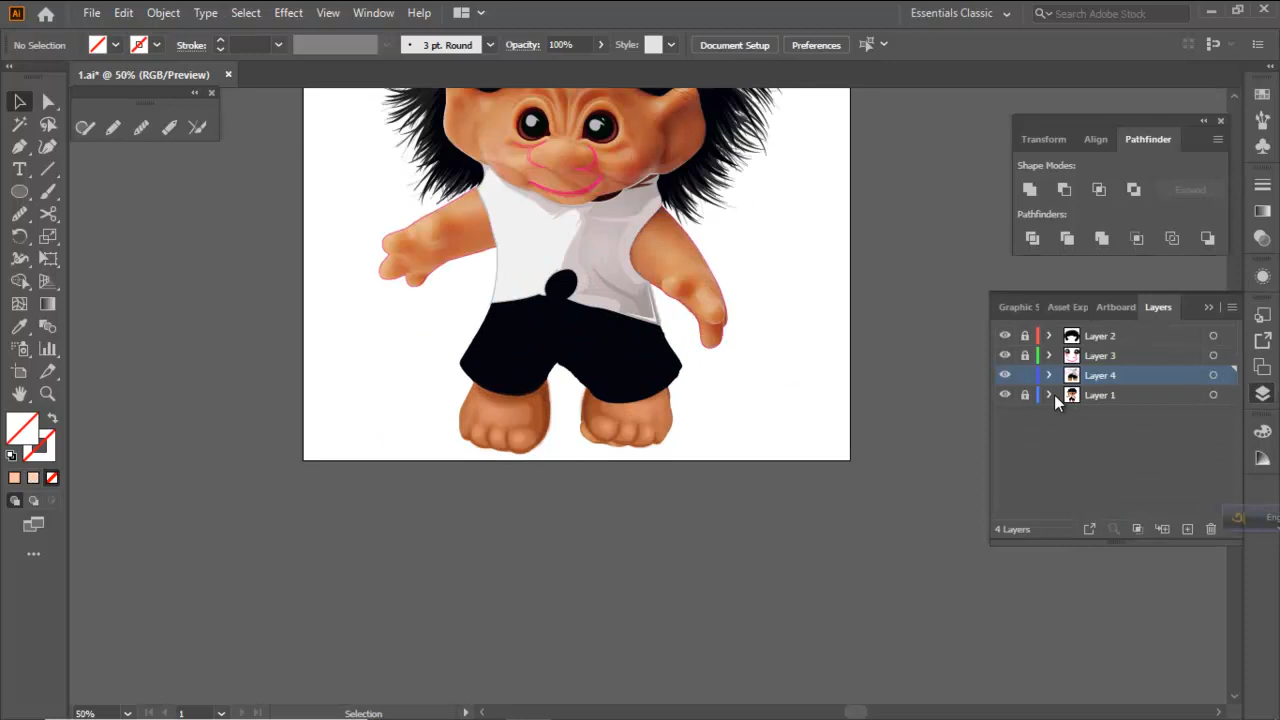 Ai File Edit Object Type Select Effect View Window Help Essentials Classic Search Adobe Stock
No Selection Stroke: 3 pt. Round Opacity: 100% Style: Document Setup Preferences
1.ai* @ 50% (RGB/Preview)
Transform Align Pathfinder
Shape Modes:
Expand
Pathfinders:
Graphic S Asset Exp Artboard Layers
Layer 2
Layer 3
Layer 4
Layer 1
4 Layers
50% 1 Selection